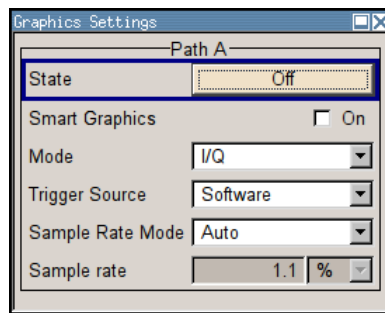 Graphics Settings
Path A
State Off
Smart Graphics On
Mode I/Q
Trigger Source Software
Sample Rate Mode Auto
Sample rate 1.1 %